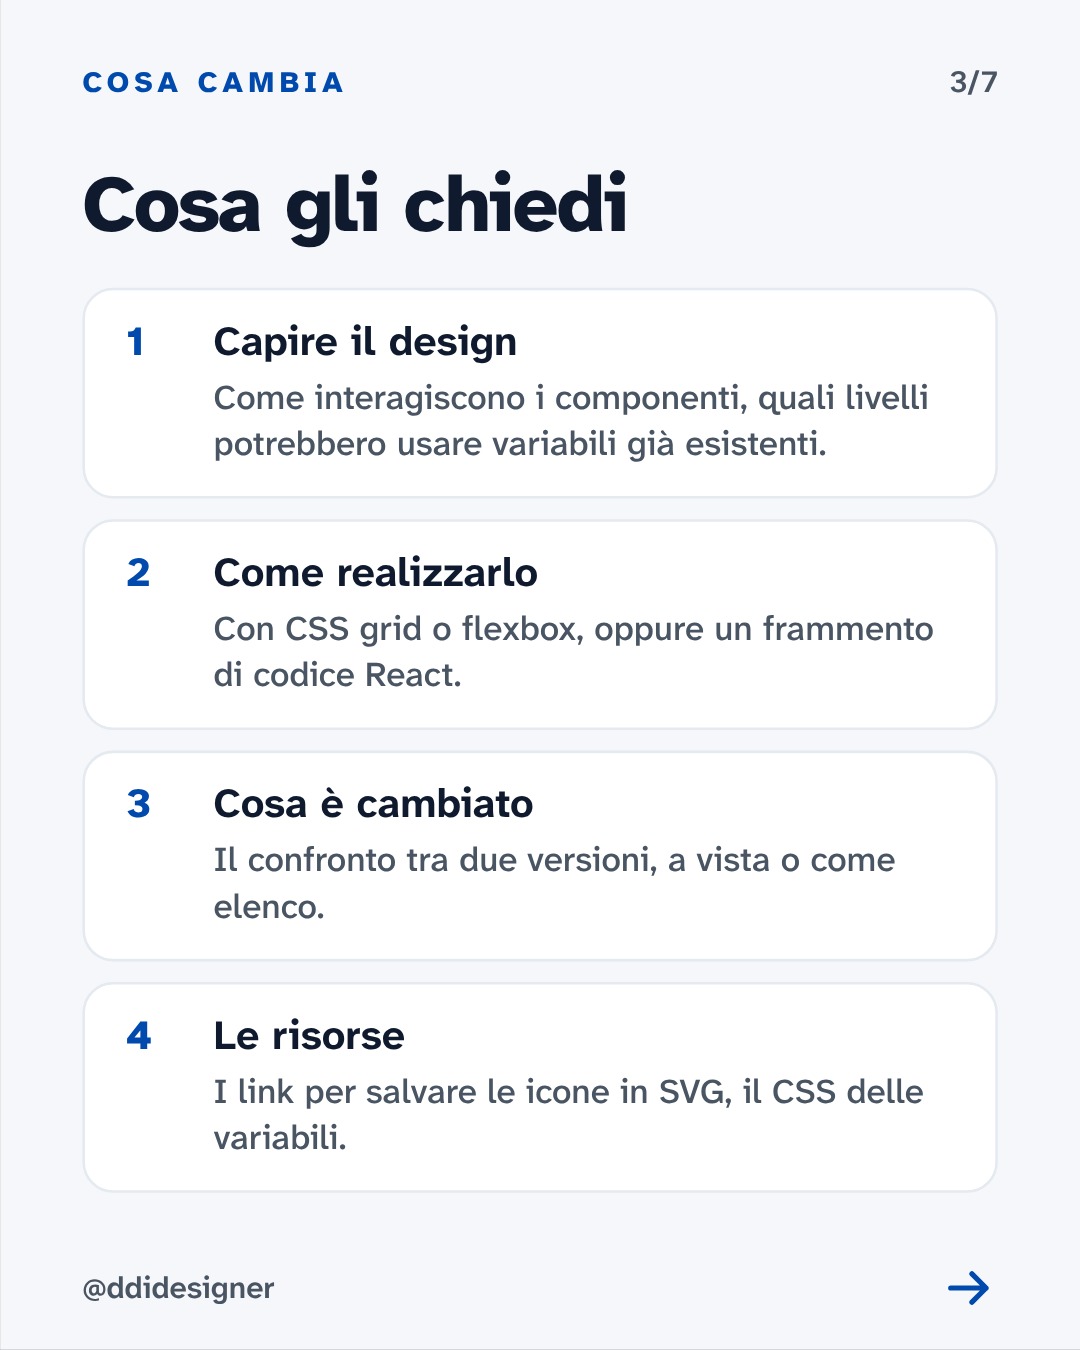 COSA CAMBIA
3/7
Cosa gli chiedi
1
Capire il design
Come interagiscono i componenti, quali livelli
potrebbero usare variabili già esistenti.
2
Come realizzarlo
Con CSS grid o flexbox, oppure un frammento
di codice React.
3
Cosa è cambiato
Il confronto tra due versioni, a vista o come
elenco.
4
Le risorse
I link per salvare le icone in SVG, il CSS delle
variabili.
@ddidesigner